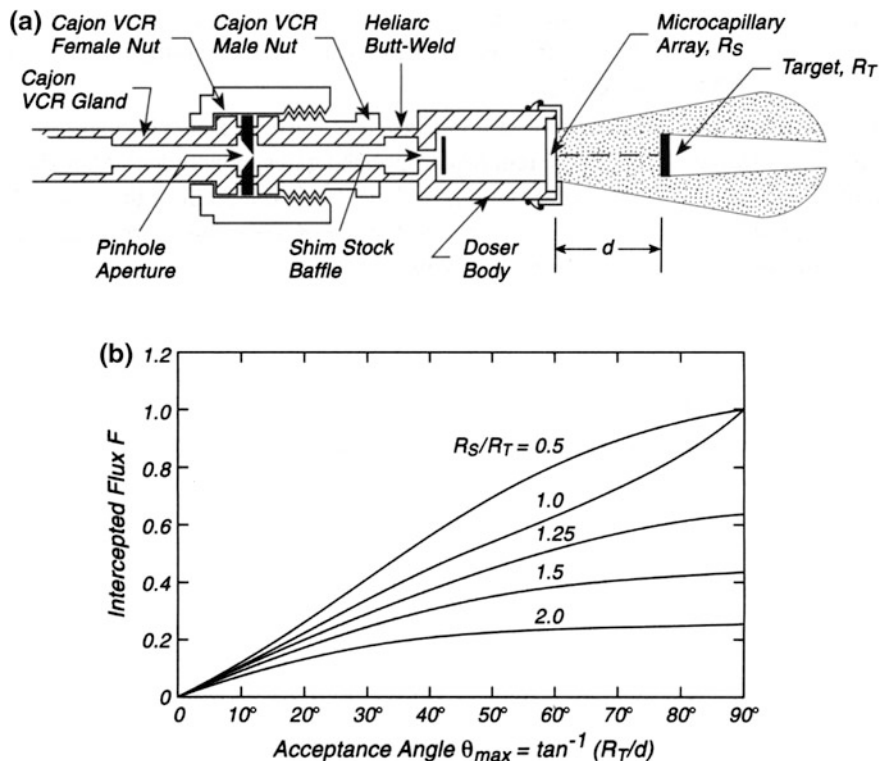 (a)
Cajon VCR
Female Nut
Cajon VCR
Male Nut
Heliarc
Butt-Weld
Microcapillary
Array, R_S
Target, R_T
Cajon
VCR Gland
Pinhole
Aperture
Shim Stock
Baffle
Doser
Body
d
(b)
Intercepted Flux F
1.2
1.0
0.8
0.6
0.4
0.2
0
R_S/R_T = 0.5
1.0
1.25
1.5
2.0
0 10° 20° 30° 40° 50° 60° 70° 80° 90°
Acceptance Angle θ_max = tan⁻¹ (R_T/d)